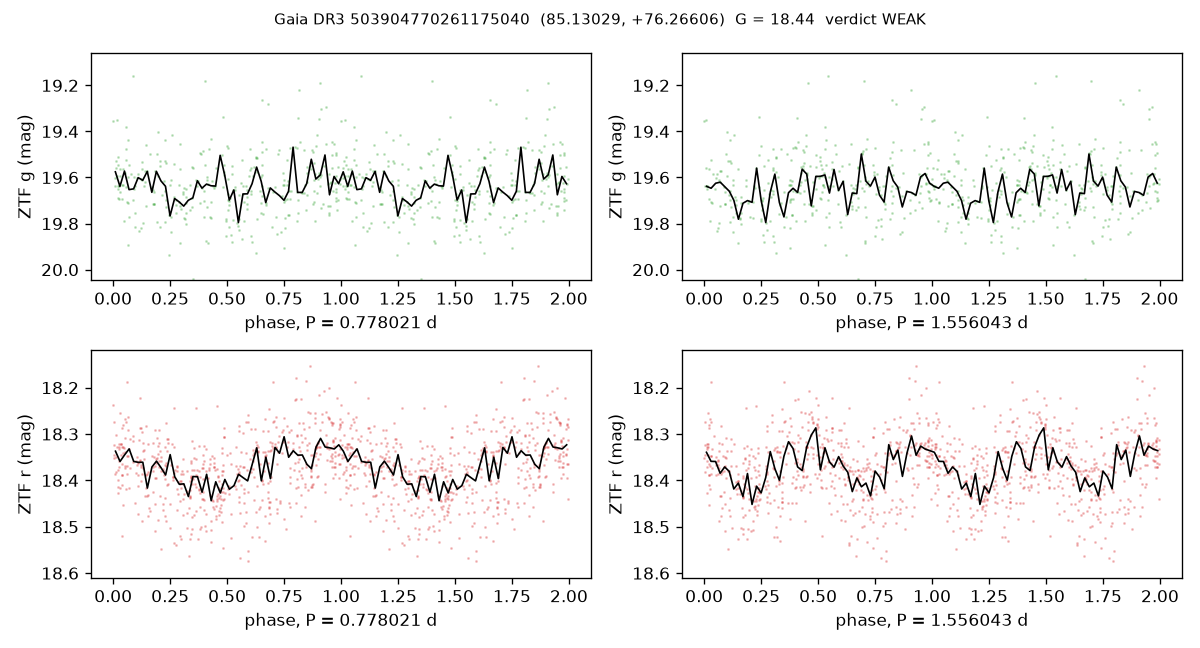 Gaia DR3 503904770261175040 (85.13029, +76.26606) G = 18.44 verdict WEAK
ZTF g (mag)
19.2
19.4
19.6
19.8
20.0
0.00 0.25 0.50 0.75 1.00 1.25 1.50 1.75 2.00
phase, P = 0.778021 d
ZTF g (mag)
19.2
19.4
19.6
19.8
20.0
0.00 0.25 0.50 0.75 1.00 1.25 1.50 1.75 2.00
phase, P = 1.556043 d
ZTF r (mag)
18.2
18.3
18.4
18.5
18.6
0.00 0.25 0.50 0.75 1.00 1.25 1.50 1.75 2.00
phase, P = 0.778021 d
ZTF r (mag)
18.2
18.3
18.4
18.5
18.6
0.00 0.25 0.50 0.75 1.00 1.25 1.50 1.75 2.00
phase, P = 1.556043 d